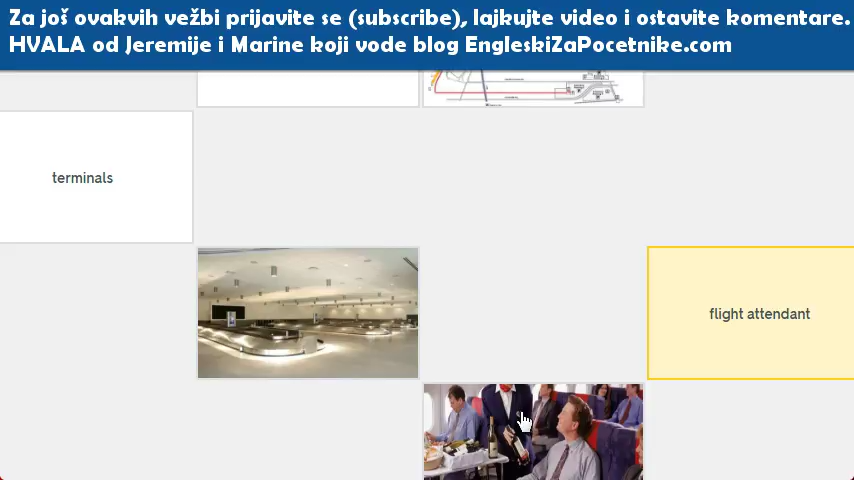 Za još ovakvih vežbi prijavite se (subscribe), lajkujte video i ostavite komentare.
HVALA od Jeremije i Marine koji vode blog EngleskiZaPocetnike.com
terminals
flight attendant